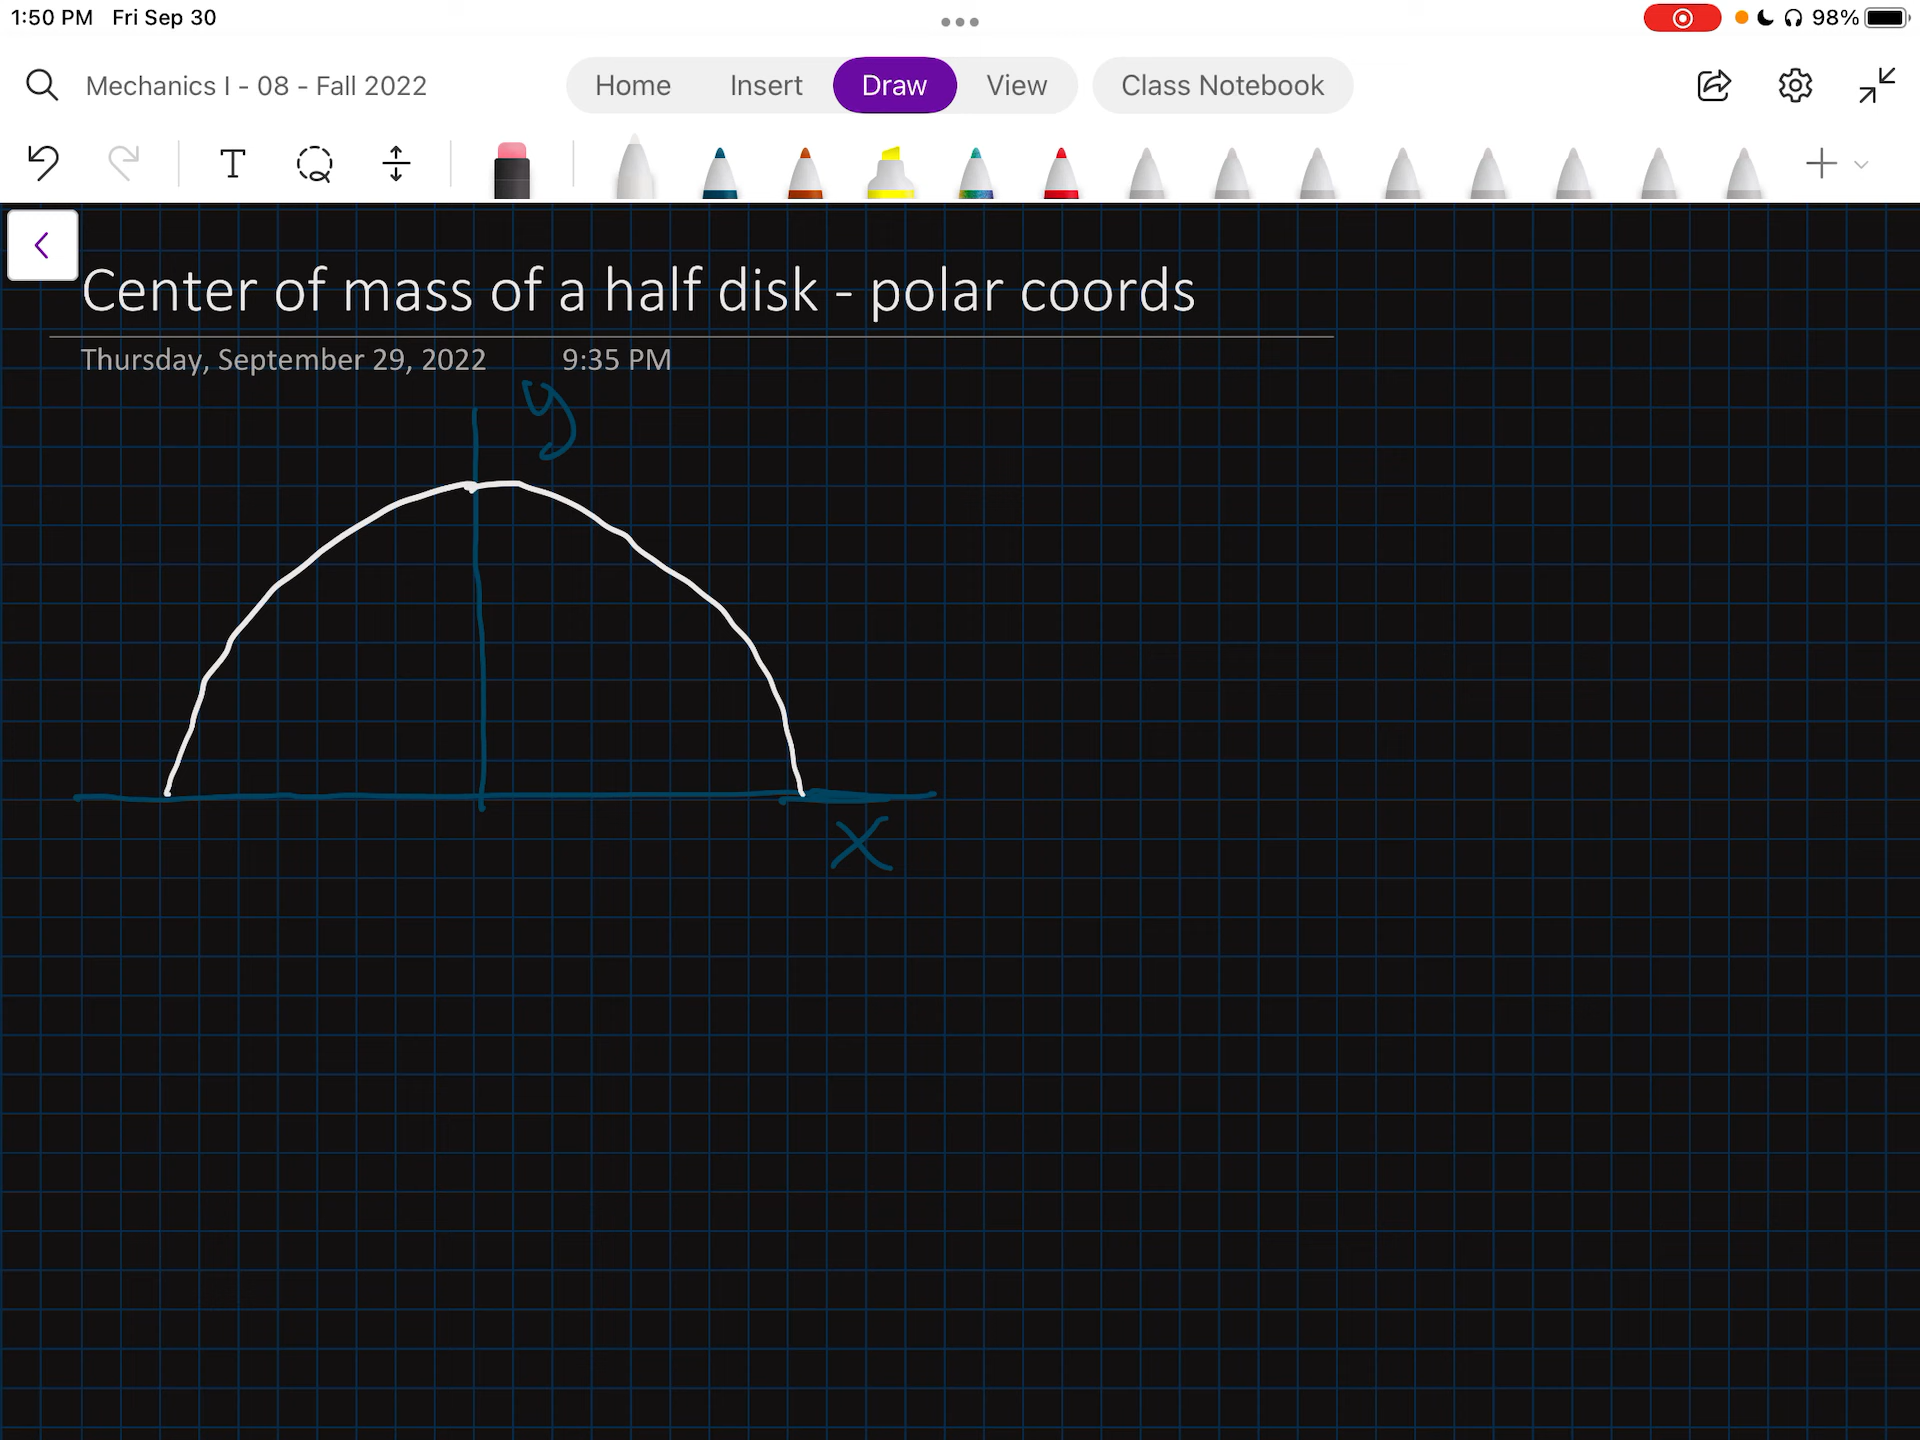 1:50 PM Fri Sep 30 98%
Mechanics I - 08 - Fall 2022 Home Insert Draw View Class Notebook
T
Center of mass of a half disk - polar coords
Thursday, September 29, 2022 9:35 PM
y
x